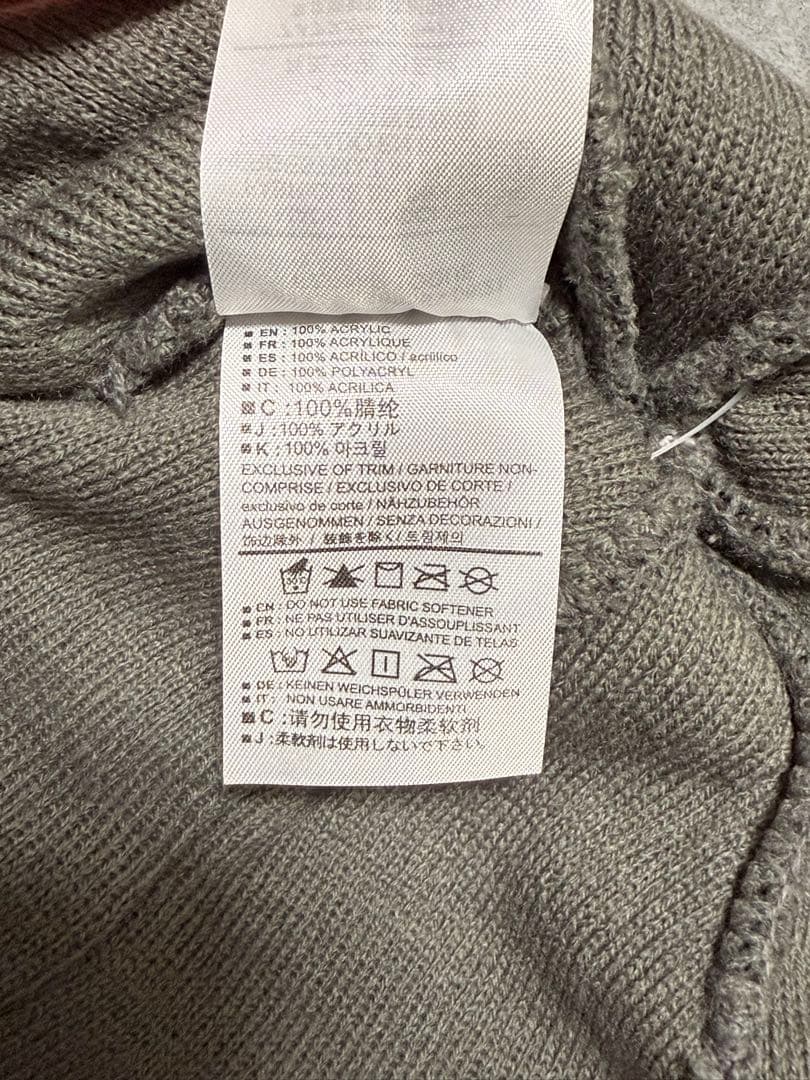 EN : 100% ACRYLIC
FR : 100% ACRYLIQUE
ES : 100% ACRÍLICO / acrílico
DE : 100% POLYACRYL
IT : 100% ACRILICA
C :100%腈纶
J : 100% アクリル
K : 100% 아크릴
EXCLUSIVE OF TRIM / GARNITURE NON-
COMPRISE / EXCLUSIVO DE CORTE /
exclusivo de corte / NÄHZUBEHÖR
AUSGENOMMEN / SENZA DECORAZIONI /
饰边除外 / 装飾を除く/ 트림제외
EN : DO NOT USE FABRIC SOFTENER
FR : NE PAS UTILISER D'ASSOUPLISSANT
ES : NO UTILIZAR SUAVIZANTE DE TELAS
DE : KEINEN WEICHSPÜLER VERWENDEN
IT : NON USARE AMMORBIDENTI
C :请勿使用衣物柔软剂
J :柔軟剤は使用しないで下さい。